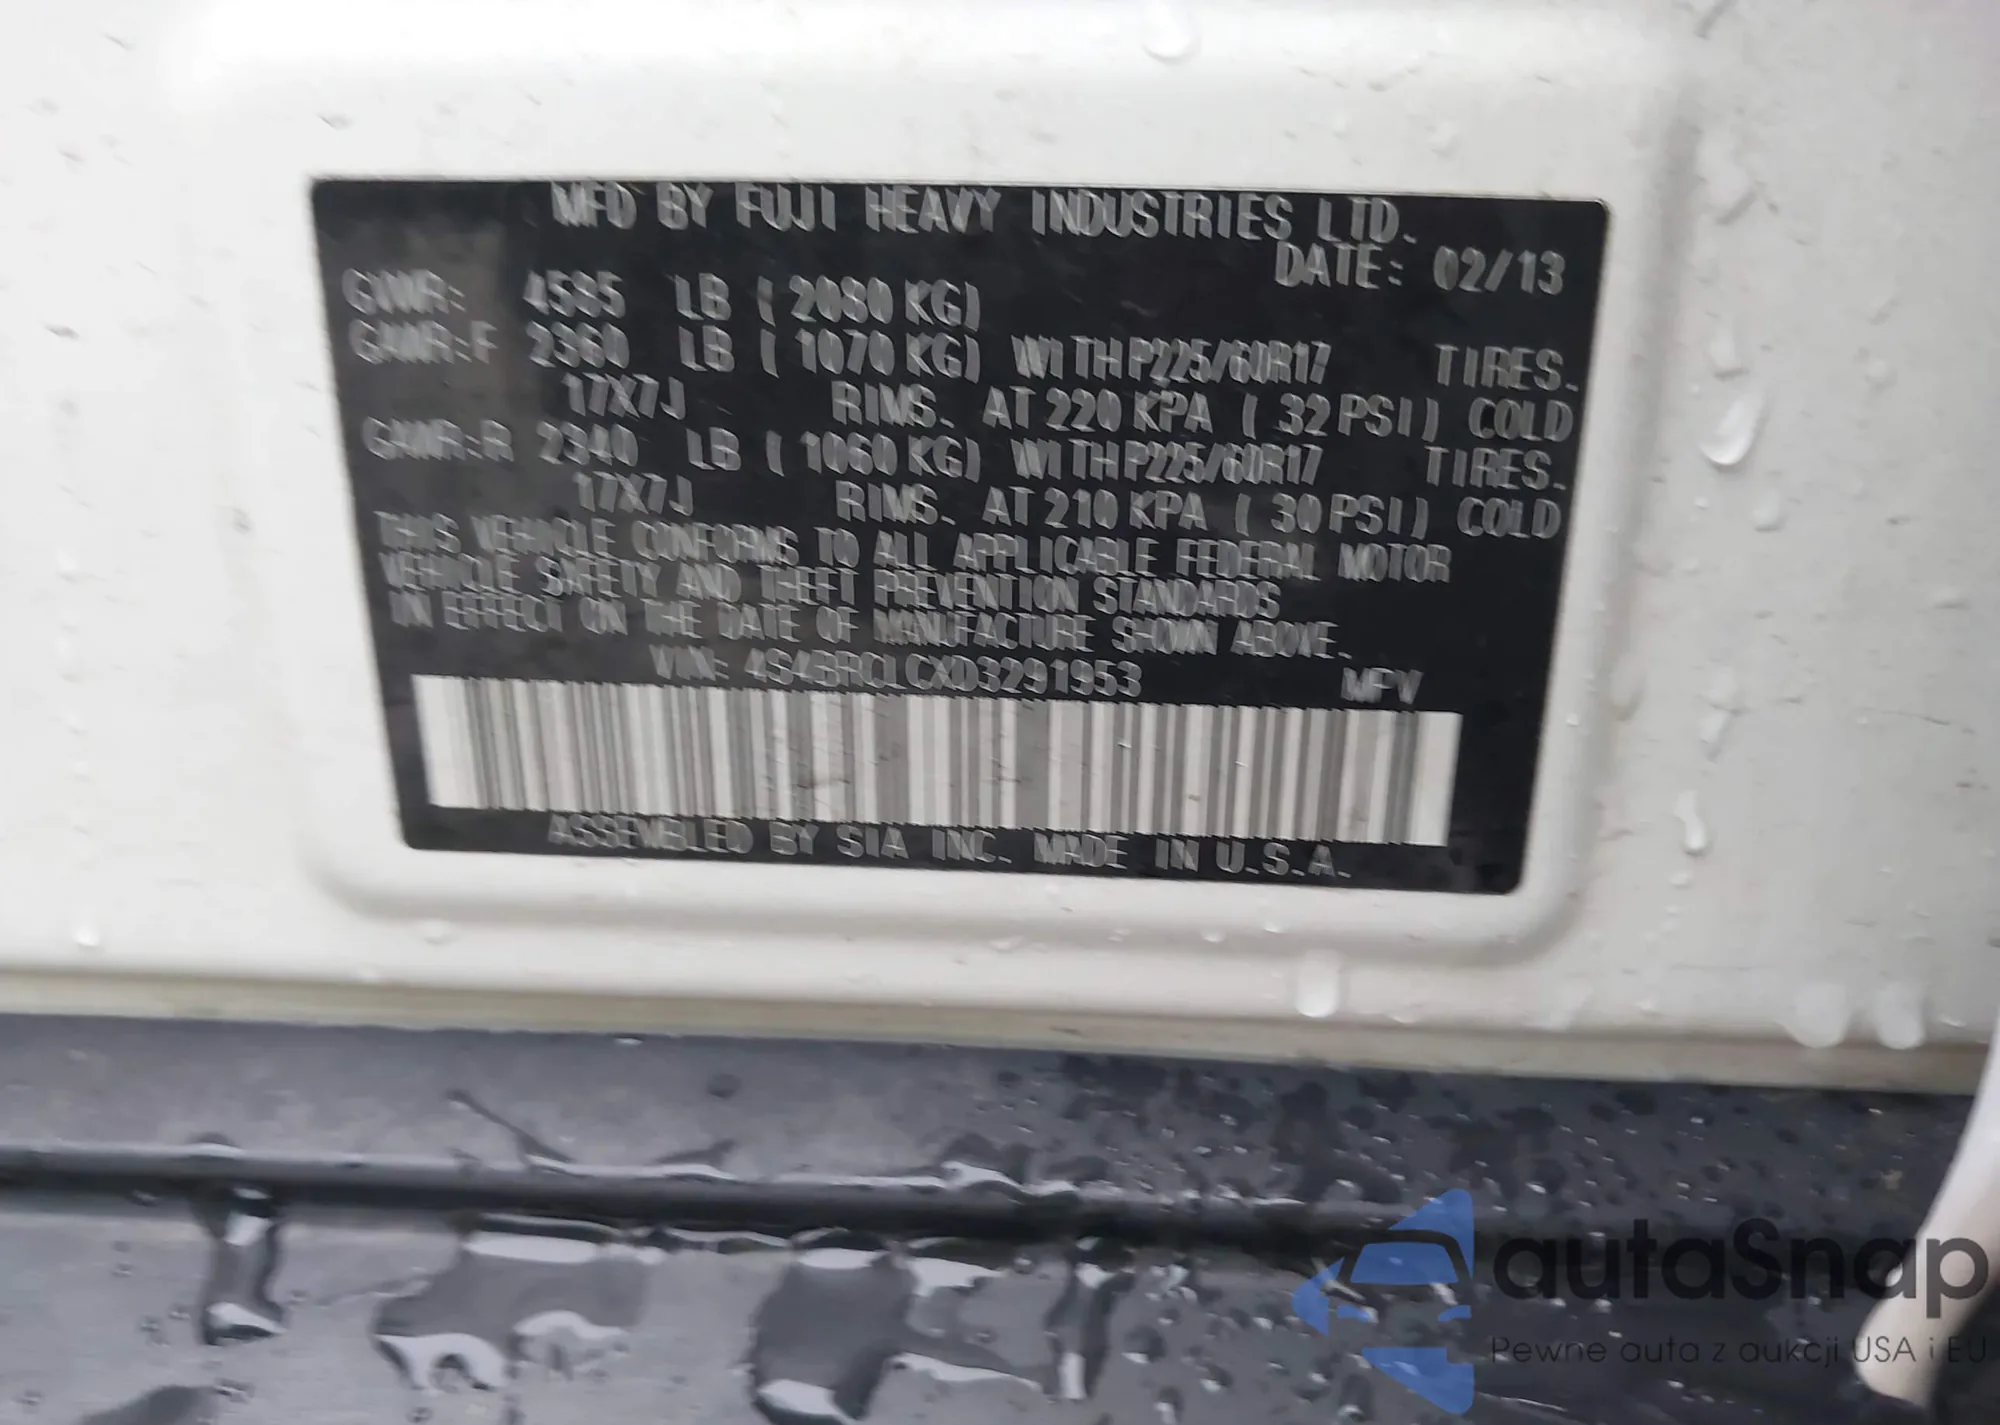 MFD BY FUJI HEAVY INDUSTRIES LTD.
DATE: 02/13
GVWR: 4585 LB ( 2080 KG)
GAWR:F 2360 LB ( 1070 KG) WITH P225/60R17 TIRES.
17X7J RIMS. AT 220 KPA ( 32 PSI) COLD
GAWR:R 2340 LB ( 1060 KG) WITH P225/60R17 TIRES.
17X7J RIMS. AT 210 KPA ( 30 PSI) COLD
THIS VEHICLE CONFORMS TO ALL APPLICABLE FEDERAL MOTOR
VEHICLE SAFETY AND THEFT PREVENTION STANDARDS
IN EFFECT ON THE DATE OF MANUFACTURE SHOWN ABOVE.
VIN: 4S4BRCLCXD3291953 MPV
ASSEMBLED BY SIA INC. MADE IN U.S.A.
autoSnap
Pewne auta z aukcji USA i EU